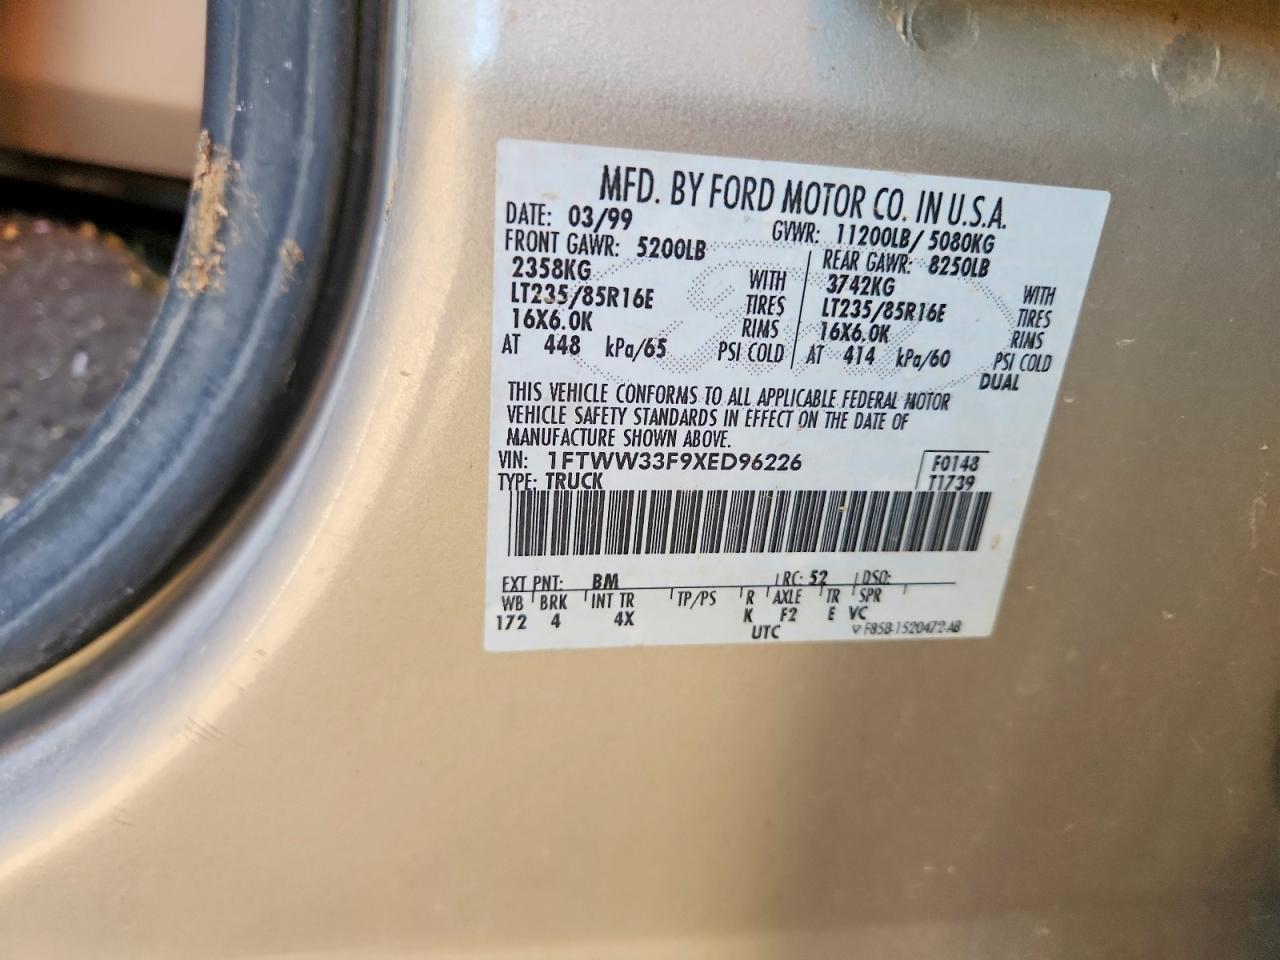 MFD. BY FORD MOTOR CO. IN U.S.A.
DATE: 03/99 GVWR: 11200LB/ 5080KG
FRONT GAWR: 5200LB REAR GAWR: 8250LB
2358KG WITH 3742KG WITH
LT235/85R16E TIRES LT235/85R16E TIRES
16X6.0K RIMS 16X6.0K RIMS
AT 448 kPa/65 PSI COLD AT 414 kPa/60 PSI COLD
DUAL
THIS VEHICLE CONFORMS TO ALL APPLICABLE FEDERAL MOTOR
VEHICLE SAFETY STANDARDS IN EFFECT ON THE DATE OF
MANUFACTURE SHOWN ABOVE.
VIN: 1FTWW33F9XED96226 F0148
TYPE: TRUCK T1739
EXT PNT: BM RC: 52 DSO:
WB BRK INT TR TP/PS R AXLE TR SPR
172 4 4X K F2 E VC
UTC ▽ F85B-1520472-AB